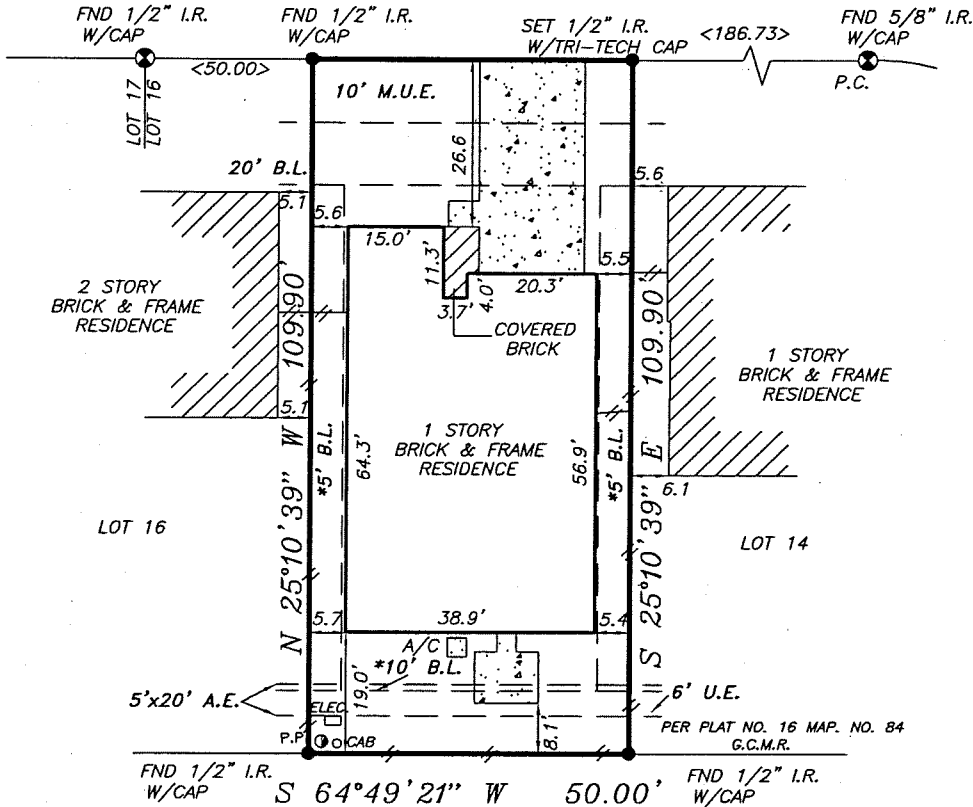 FND 1/2" I.R.
W/CAP
FND 1/2" I.R.
W/CAP
SET 1/2" I.R.
W/TRI-TECH CAP
<186.73>
FND 5/8" I.R.
W/CAP
P.C.
<50.00>
LOT 17
LOT 16
10' M.U.E.
26.6
20' B.L.
5.1
5.6
5.6
15.0'
11.3'
5.5
20.3'
4.0'
3.7'
COVERED
BRICK
2 STORY
BRICK & FRAME
RESIDENCE
1 STORY
BRICK & FRAME
RESIDENCE
5.1
1 STORY
BRICK & FRAME
RESIDENCE
*5' B.L.
64.3'
56.9'
*5' B.L.
6.1
N 25°10'39" W 109.90'
S 25°10'39" E 109.90'
LOT 16
LOT 14
5.7
38.9'
5.4
A/C
*10' B.L.
19.0'
5'x20' A.E.
6' U.E.
ELEC.
8.1'
P.P.
CAB
PER PLAT NO. 16 MAP. NO. 84
G.C.M.R.
FND 1/2" I.R.
W/CAP
S 64°49'21" W 50.00'
FND 1/2" I.R.
W/CAP